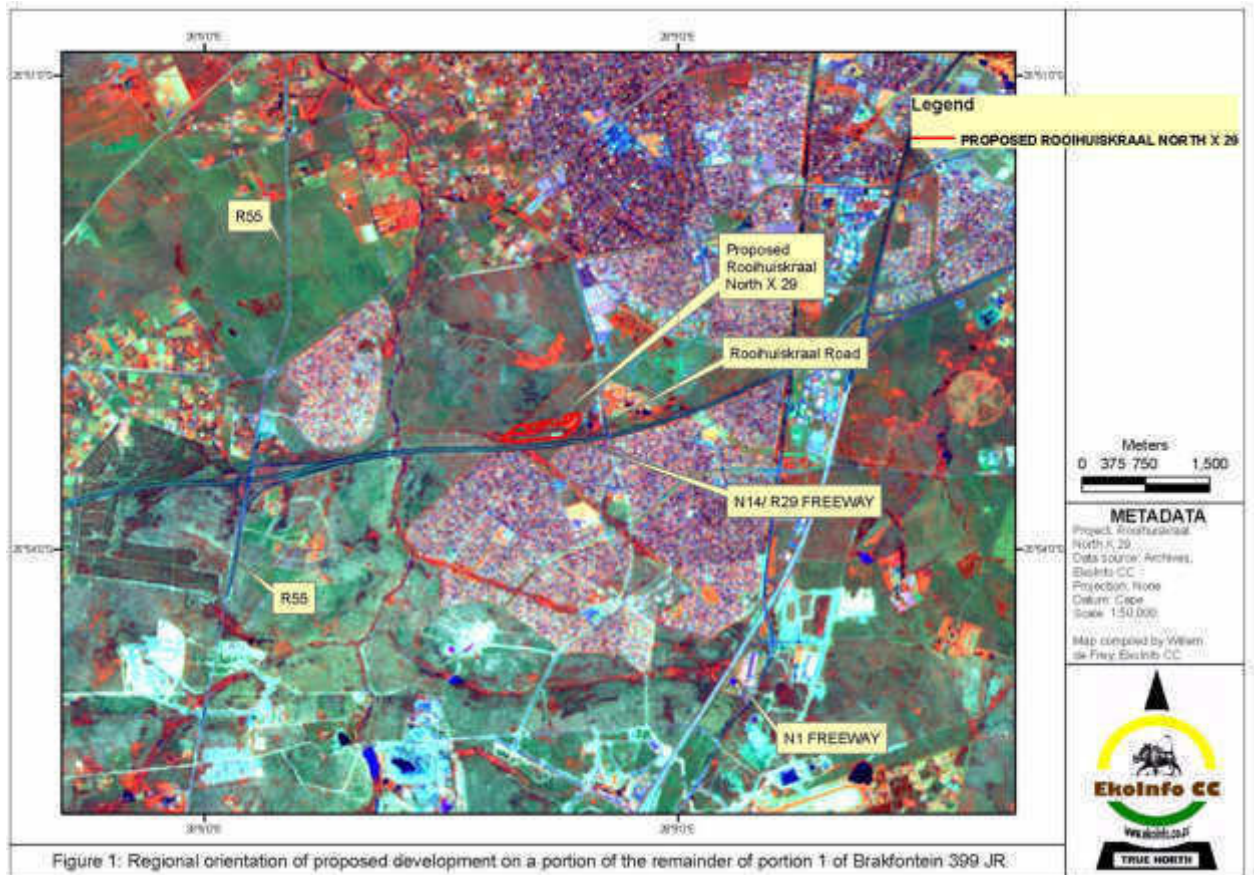 Legend
PROPOSED ROOIHUISKRAAL NORTH X 29
R55
Proposed
Rooihuiskraal
North X 29
Rooihuiskraal Road
N14/ R29 FREEWAY
R55
N1 FREEWAY
Meters
0 375 750 1,500
METADATA
Project: Rooihuiskraal
North X 29
Data source: Archives,
EkoInfo CC
Projection: None
Datum: Cape
Scale: 1:50,000
Map compiled by Willem
de Frey, EkoInfo CC
EkoInfo CC
TRUE NORTH
Figure 1: Regional orientation of proposed development on a portion of the remainder of portion 1 of Brakfontein 399 JR